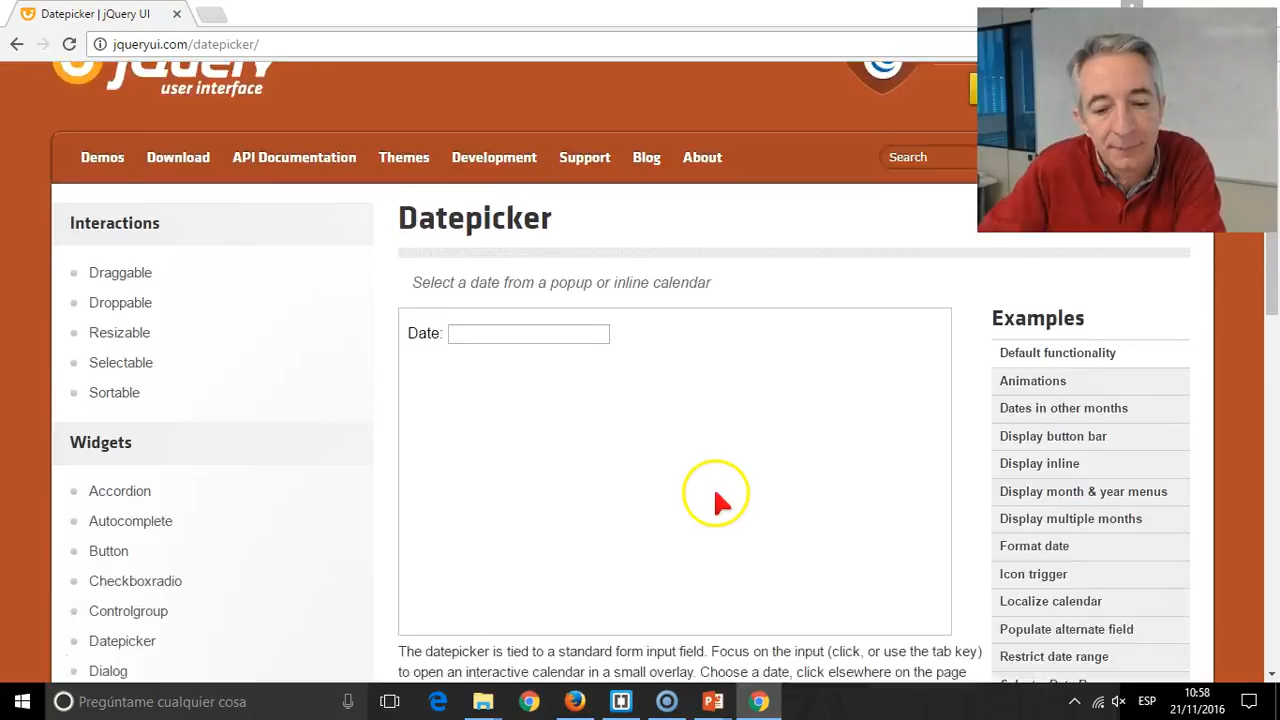 Datepicker | jQuery UI
jqueryui.com/datepicker/
jQuery
user interface
Demos
Download
API Documentation
Themes
Development
Support
Blog
About
Search
Interactions
Draggable
Droppable
Resizable
Selectable
Sortable
Widgets
Accordion
Autocomplete
Button
Checkboxradio
Controlgroup
Datepicker
Dialog
Datepicker
Select a date from a popup or inline calendar
Date:
The datepicker is tied to a standard form input field. Focus on the input (click, or use the tab key)
to open an interactive calendar in a small overlay. Choose a date, click elsewhere on the page
Examples
Default functionality
Animations
Dates in other months
Display button bar
Display inline
Display month & year menus
Display multiple months
Format date
Icon trigger
Localize calendar
Populate alternate field
Restrict date range
Pregúntame cualquier cosa
ESP
10:58
21/11/2016